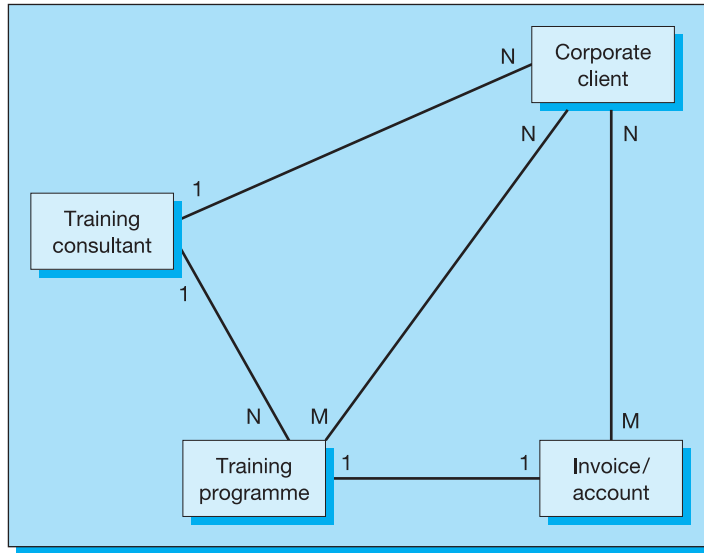 Corporate
client
N
N
N
1
Training
consultant
1
N
M
M
Training
programme
1
1
Invoice/
account